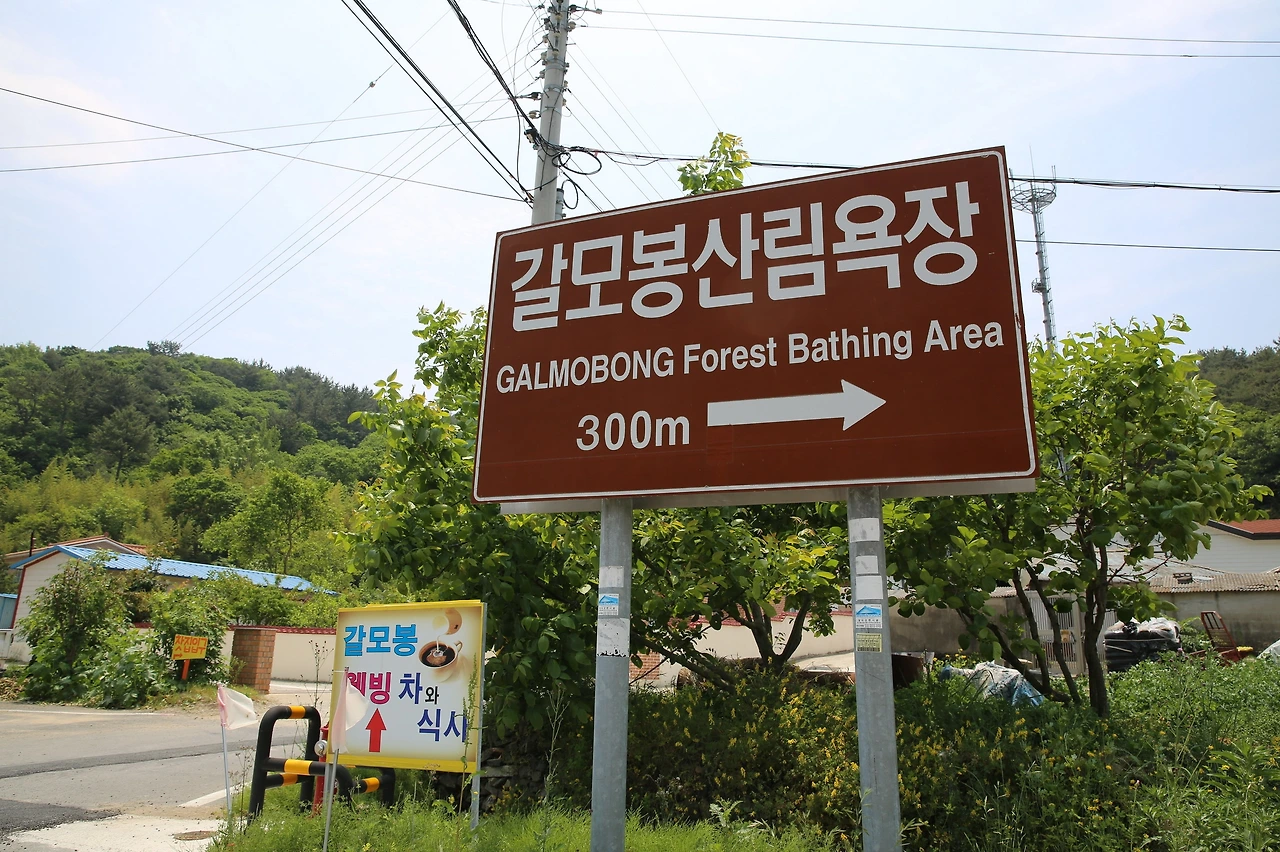 갈모봉산림욕장
GALMOBONG Forest Bathing Area
300m
갈모봉
웰빙 차와
식사